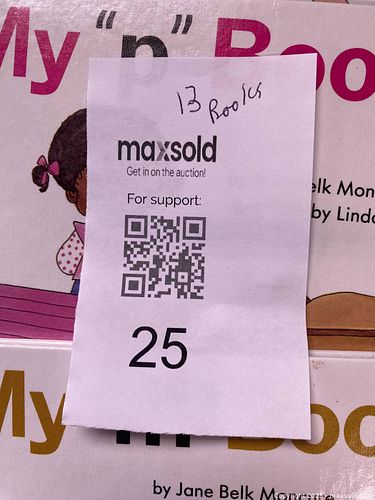 My "n" Boo
13 Books
maxsold
Get in on the auction!
elk Mon
For support:
by Linda
25
My
Boo
by Jane Belk Mon